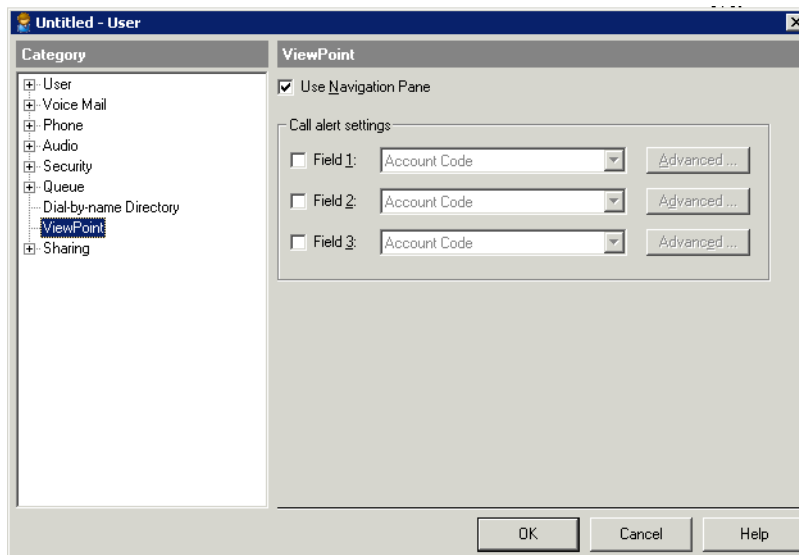 Untitled - User
Category
ViewPoint
User
Voice Mail
Phone
Audio
Security
Queue
Dial-by-name Directory
ViewPoint
Sharing
Use Navigation Pane
Call alert settings
Field 1: Account Code Advanced ...
Field 2: Account Code Advanced ...
Field 3: Account Code Advanced ...
OK Cancel Help